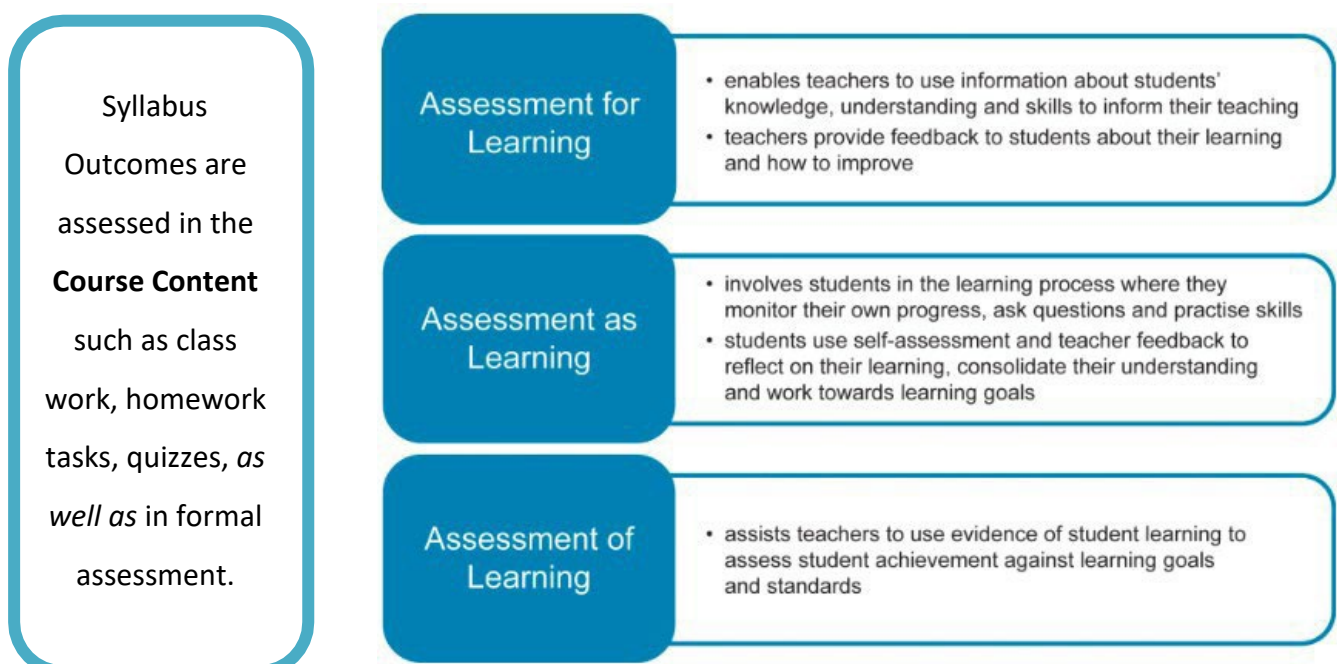 Syllabus
Outcomes are
assessed in the
Course Content
such as class
work, homework
tasks, quizzes, as
well as in formal
assessment.
Assessment for
Learning
• enables teachers to use information about students'
knowledge, understanding and skills to inform their teaching
• teachers provide feedback to students about their learning
and how to improve
Assessment as
Learning
• involves students in the learning process where they
monitor their own progress, ask questions and practise skills
• students use self-assessment and teacher feedback to
reflect on their learning, consolidate their understanding
and work towards learning goals
Assessment of
Learning
• assists teachers to use evidence of student learning to
assess student achievement against learning goals
and standards